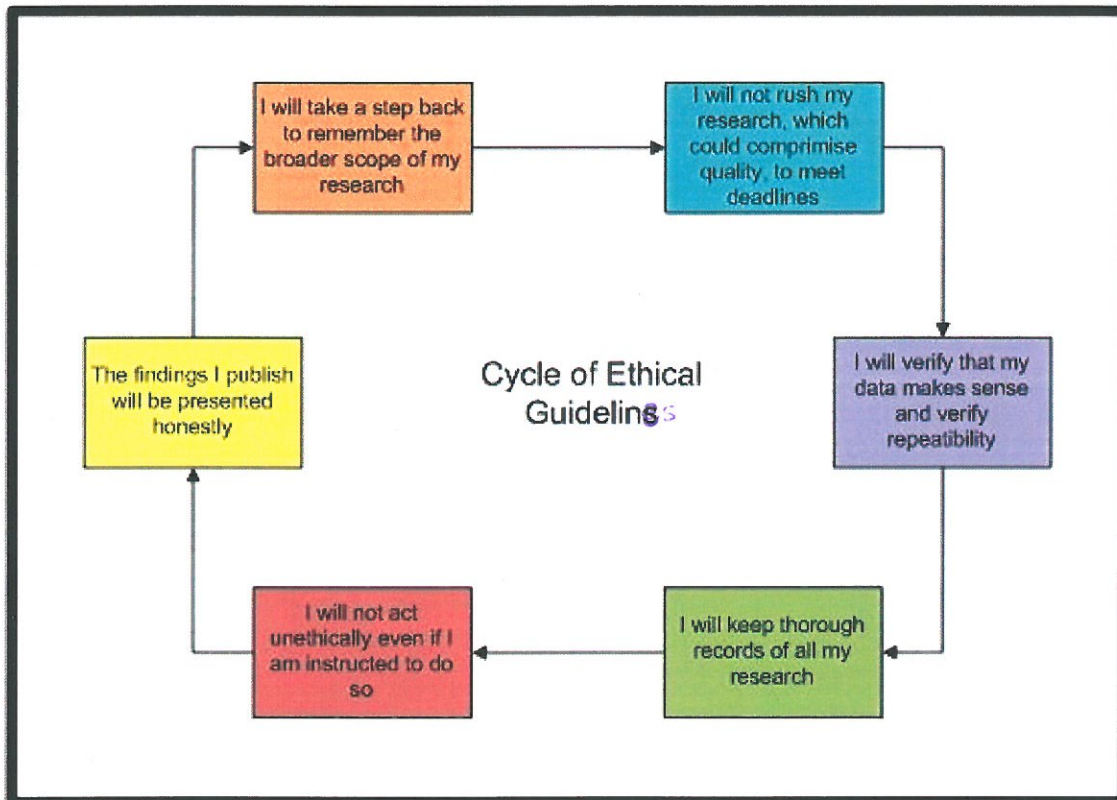 I will take a step back
to remember the
broader scope of my
research
I will not rush my
research, which
could comprimise
quality, to meet
deadlines
I will verify that my
data makes sense
and verify
repeatibility
I will keep thorough
records of all my
research
I will not act
unethically even if I
am instructed to do
so
The findings I publish
will be presented
honestly
Cycle of Ethical
Guidelines